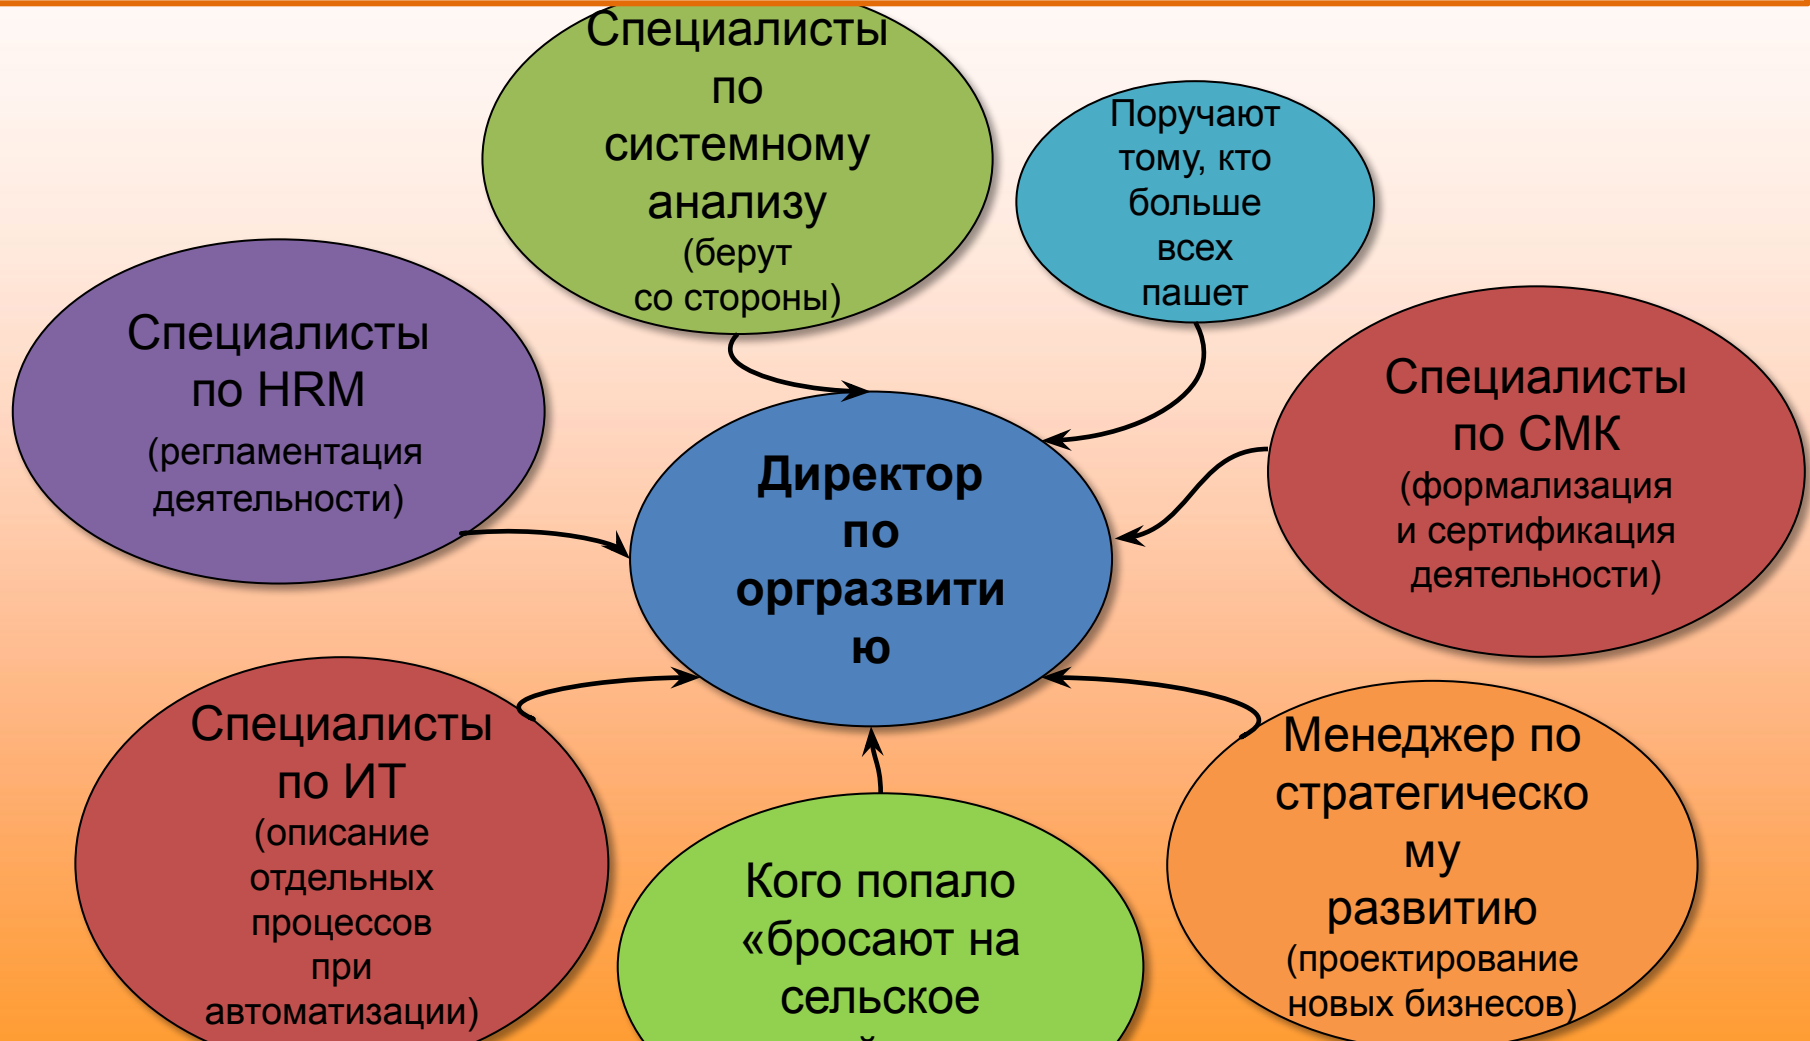 Специалисты
по
системному
анализу
(берут
со стороны)
Поручают
тому, кто
больше
всех
пашет
Специалисты
по HRM
(регламентация
деятельности)
Специалисты
по СМК
(формализация
и сертификация
деятельности)
Директор
по
оргразвити
ю
Специалисты
по ИТ
(описание
отдельных
процессов
при
автоматизации)
Кого попало
«бросают на
сельское
Менеджер по
стратегическо
му
развитию
(проектирование
новых бизнесов)